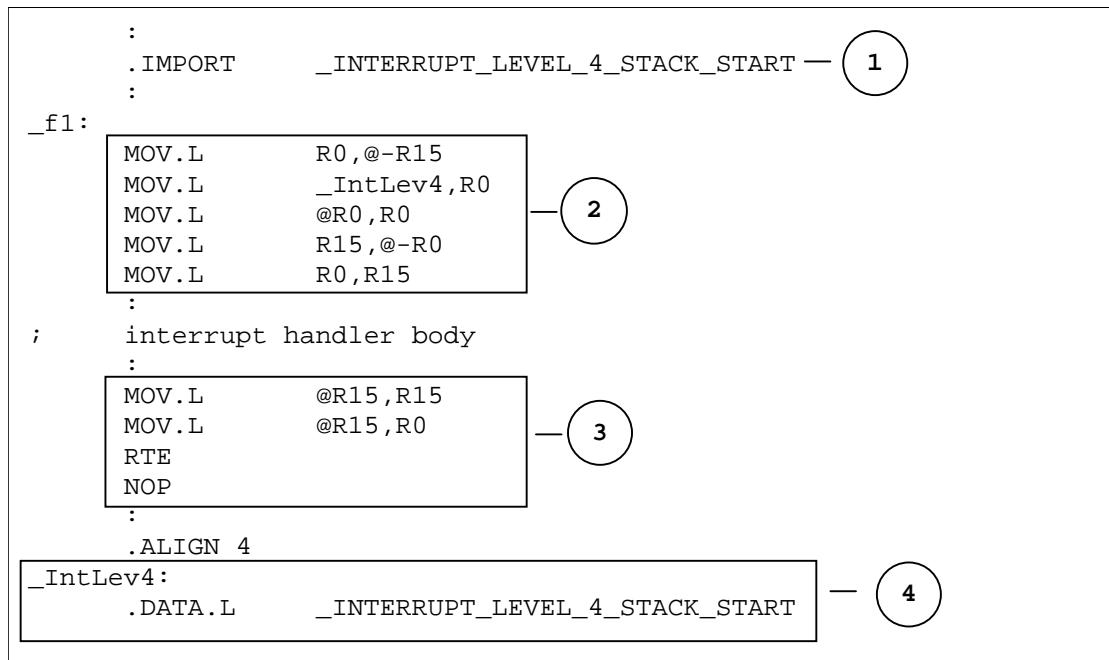 :
.IMPORT _INTERRUPT_LEVEL_4_STACK_START 1
:
_f1:
MOV.L R0,@-R15
MOV.L _IntLev4,R0
MOV.L @R0,R0 2
MOV.L R15,@-R0
MOV.L R0,R15
:
; interrupt handler body
:
MOV.L @R15,R15
MOV.L @R15,R0 3
RTE
NOP
:
.ALIGN 4
_IntLev4:
.DATA.L _INTERRUPT_LEVEL_4_STACK_START 4